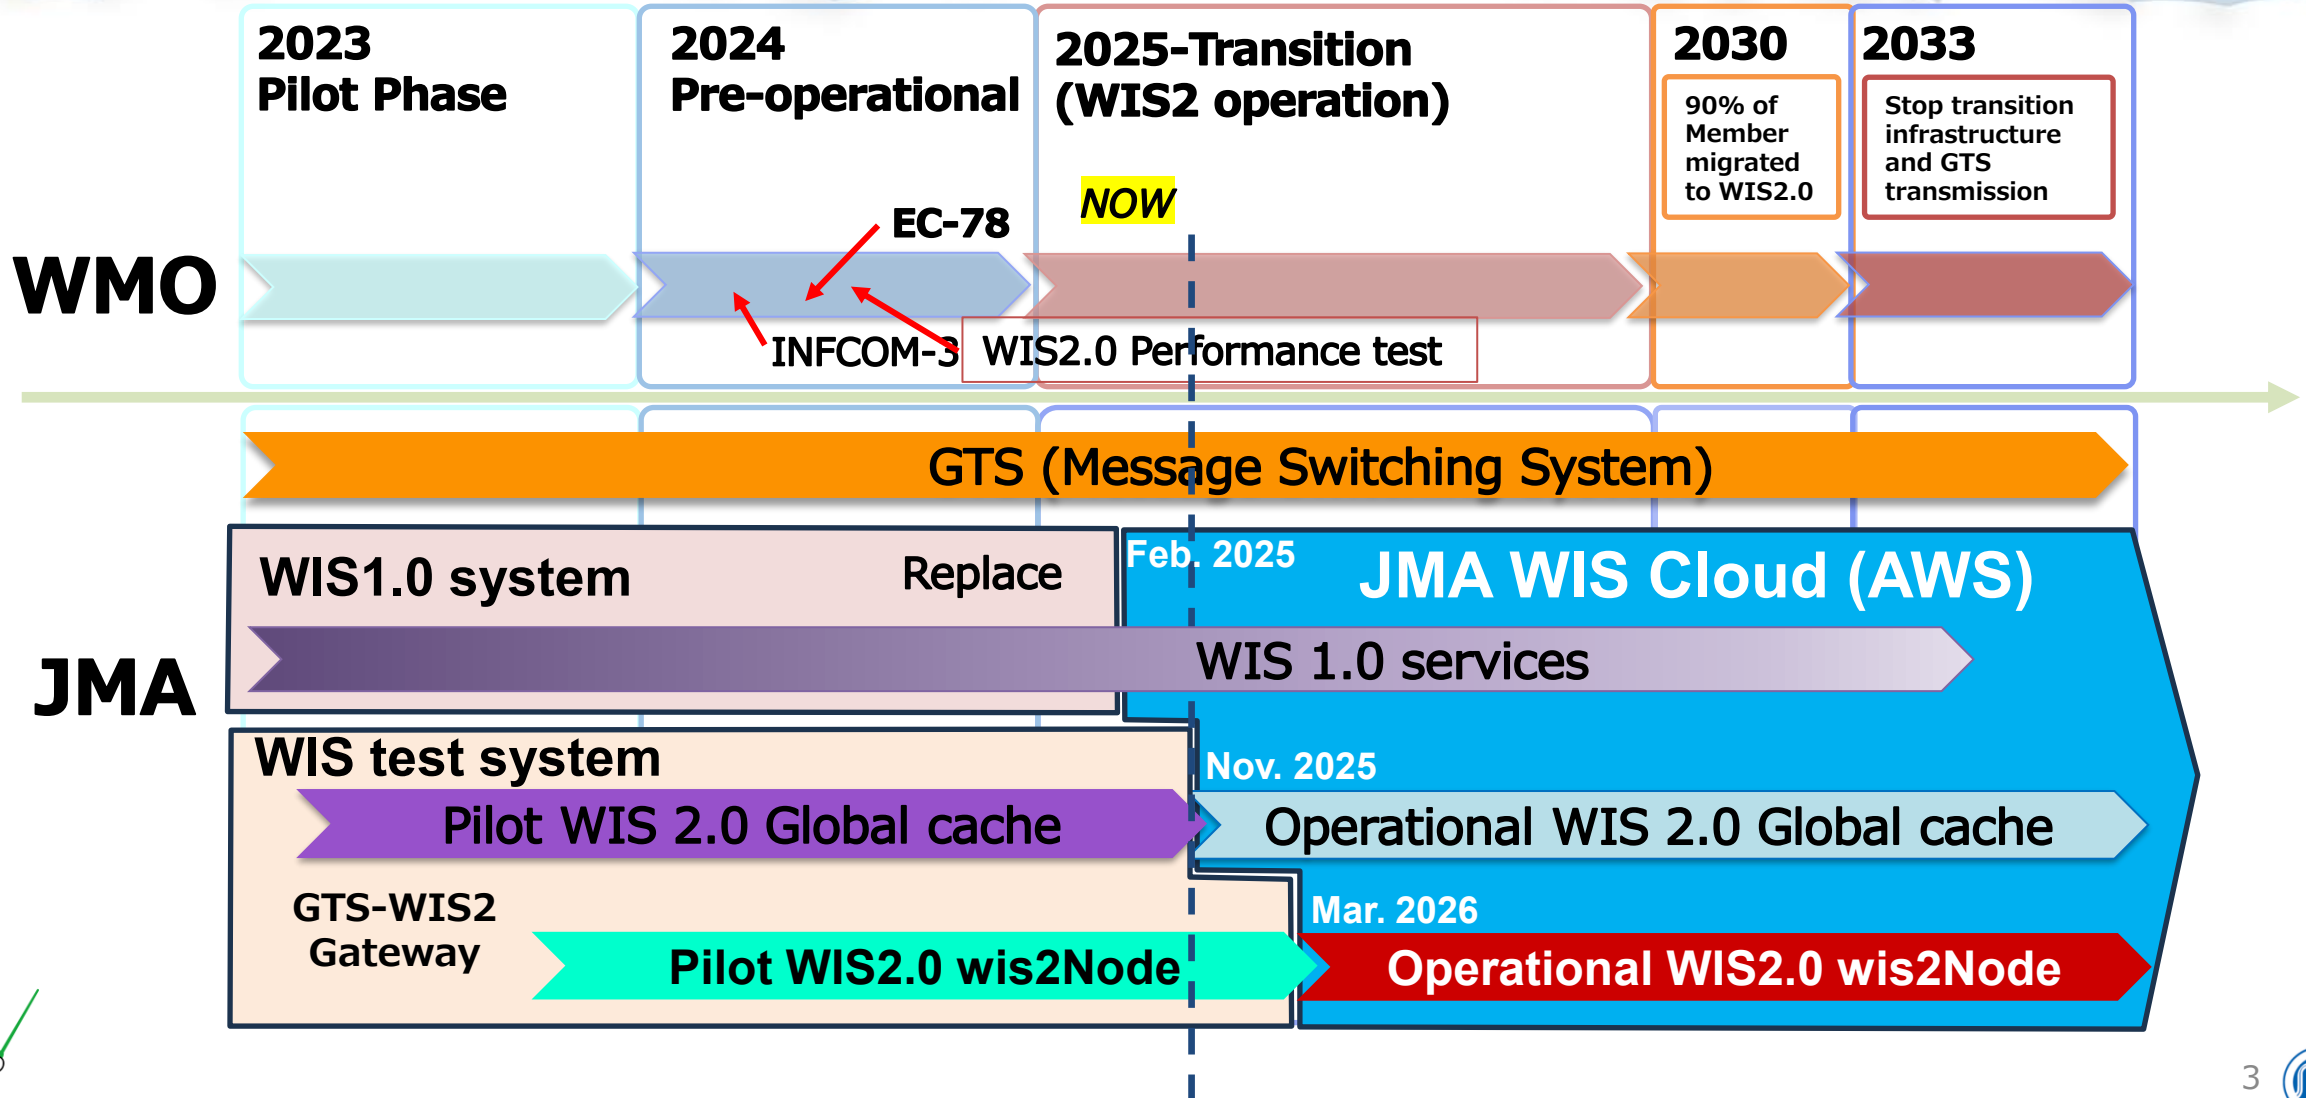 2023
Pilot Phase
2024
Pre-operational
2025-Transition
(WIS2 operation)
2030
90% of
Member
migrated
to WIS2.0
2033
Stop transition
infrastructure
and GTS
transmission
NOW
EC-78
WMO
INFCOM-3
WIS2.0 Performance test
GTS (Message Switching System)
WIS1.0 system
Replace
Feb. 2025
JMA WIS Cloud (AWS)
WIS 1.0 services
JMA
WIS test system
Nov. 2025
Pilot WIS 2.0 Global cache
Operational WIS 2.0 Global cache
GTS-WIS2
Gateway
Mar. 2026
Pilot WIS2.0 wis2Node
Operational WIS2.0 wis2Node
3